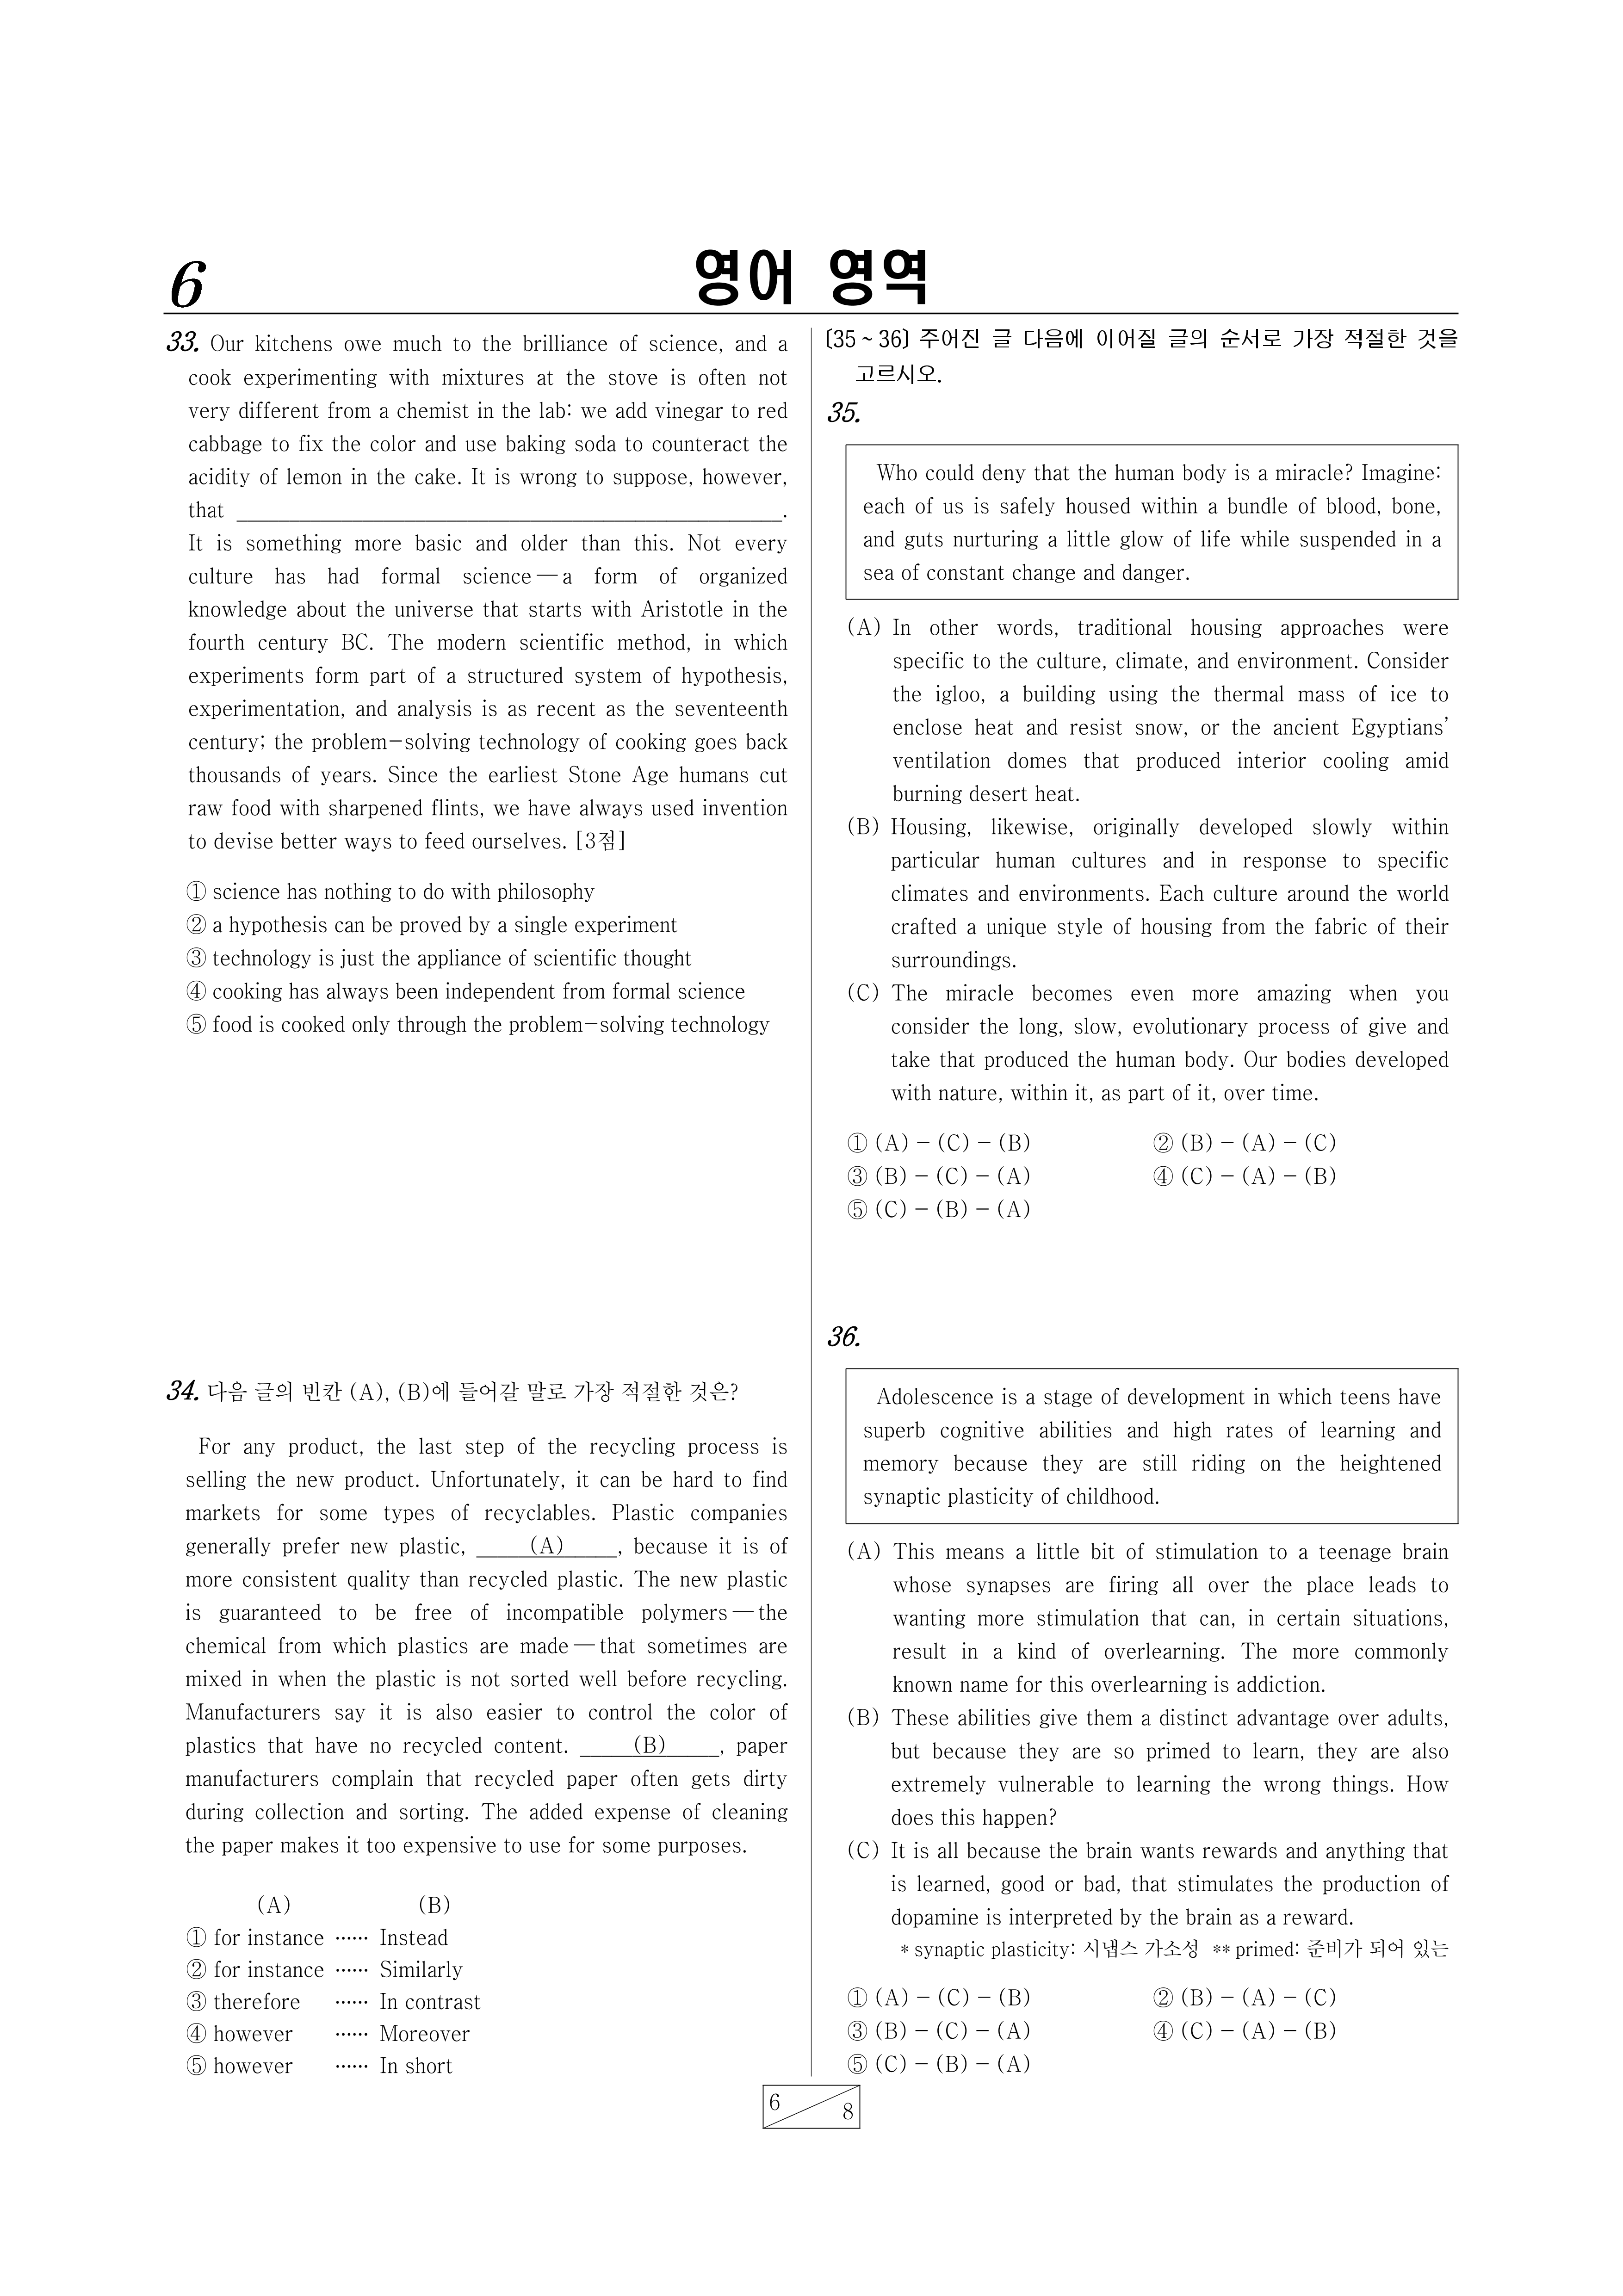 6
영어 영역
33. Our kitchens owe much to the brilliance of science, and a
cook experimenting with mixtures at the stove is often not
very different from a chemist in the lab: we add vinegar to red
cabbage to fix the color and use baking soda to counteract the
acidity of lemon in the cake. It is wrong to suppose, however,
that ______________________________.
It is something more basic and older than this. Not every
culture has had formal science — a form of organized
knowledge about the universe that starts with Aristotle in the
fourth century BC. The modern scientific method, in which
experiments form part of a structured system of hypothesis,
experimentation, and analysis is as recent as the seventeenth
century; the problem-solving technology of cooking goes back
thousands of years. Since the earliest Stone Age humans cut
raw food with sharpened flints, we have always used invention
to devise better ways to feed ourselves. [3점]
① science has nothing to do with philosophy
② a hypothesis can be proved by a single experiment
③ technology is just the appliance of scientific thought
④ cooking has always been independent from formal science
⑤ food is cooked only through the problem-solving technology
34. 다음 글의 빈칸 (A), (B)에 들어갈 말로 가장 적절한 것은?
For any product, the last step of the recycling process is
selling the new product. Unfortunately, it can be hard to find
markets for some types of recyclables. Plastic companies
generally prefer new plastic, ____(A)____, because it is of
more consistent quality than recycled plastic. The new plastic
is guaranteed to be free of incompatible polymers — the
chemical from which plastics are made — that sometimes are
mixed in when the plastic is not sorted well before recycling.
Manufacturers say it is also easier to control the color of
plastics that have no recycled content. ____(B)____, paper
manufacturers complain that recycled paper often gets dirty
during collection and sorting. The added expense of cleaning
the paper makes it too expensive to use for some purposes.
(A) (B)
① for instance ······ Instead
② for instance ······ Similarly
③ therefore ······ In contrast
④ however ······ Moreover
⑤ however ······ In short
[35 ~ 36] 주어진 글 다음에 이어질 글의 순서로 가장 적절한 것을
고르시오.
35.
Who could deny that the human body is a miracle? Imagine:
each of us is safely housed within a bundle of blood, bone,
and guts nurturing a little glow of life while suspended in a
sea of constant change and danger.
(A) In other words, traditional housing approaches were
specific to the culture, climate, and environment. Consider
the igloo, a building using the thermal mass of ice to
enclose heat and resist snow, or the ancient Egyptians'
ventilation domes that produced interior cooling amid
burning desert heat.
(B) Housing, likewise, originally developed slowly within
particular human cultures and in response to specific
climates and environments. Each culture around the world
crafted a unique style of housing from the fabric of their
surroundings.
(C) The miracle becomes even more amazing when you
consider the long, slow, evolutionary process of give and
take that produced the human body. Our bodies developed
with nature, within it, as part of it, over time.
① (A) - (C) - (B) ② (B) - (A) - (C)
③ (B) - (C) - (A) ④ (C) - (A) - (B)
⑤ (C) - (B) - (A)
36.
Adolescence is a stage of development in which teens have
superb cognitive abilities and high rates of learning and
memory because they are still riding on the heightened
synaptic plasticity of childhood.
(A) This means a little bit of stimulation to a teenage brain
whose synapses are firing all over the place leads to
wanting more stimulation that can, in certain situations,
result in a kind of overlearning. The more commonly
known name for this overlearning is addiction.
(B) These abilities give them a distinct advantage over adults,
but because they are so primed to learn, they are also
extremely vulnerable to learning the wrong things. How
does this happen?
(C) It is all because the brain wants rewards and anything that
is learned, good or bad, that stimulates the production of
dopamine is interpreted by the brain as a reward.
* synaptic plasticity: 시냅스 가소성 ** primed: 준비가 되어 있는
① (A) - (C) - (B) ② (B) - (A) - (C)
③ (B) - (C) - (A) ④ (C) - (A) - (B)
⑤ (C) - (B) - (A)
6 8